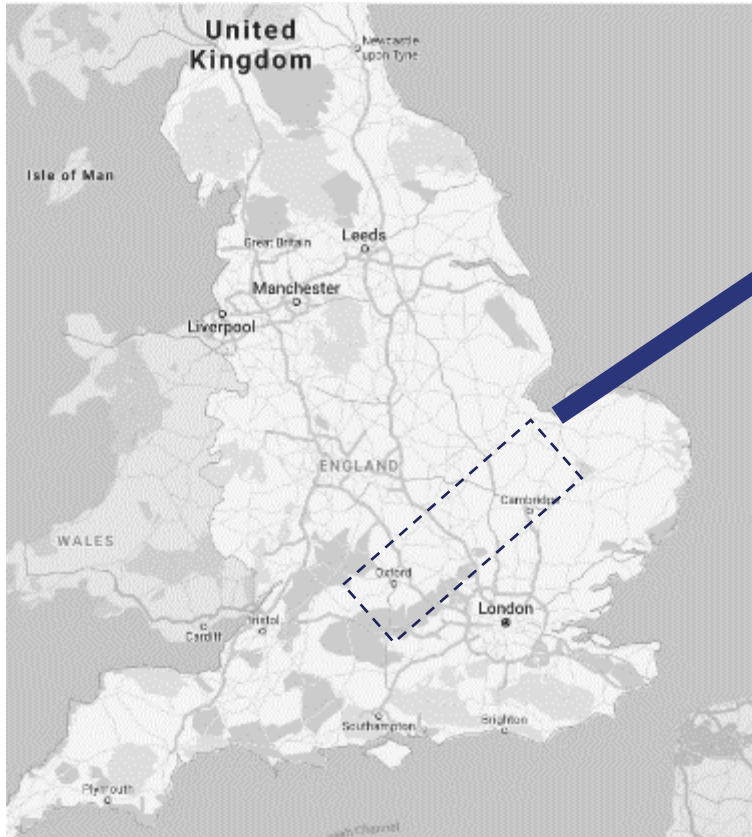 United
Kingdom
Newcastle
upon Tyne
Isle of Man
Great Britain
Leeds
Manchester
Liverpool
ENGLAND
Cambridge
WALES
Oxford
London
Cardiff
Bristol
Southampton
Brighton
Plymouth
Channel